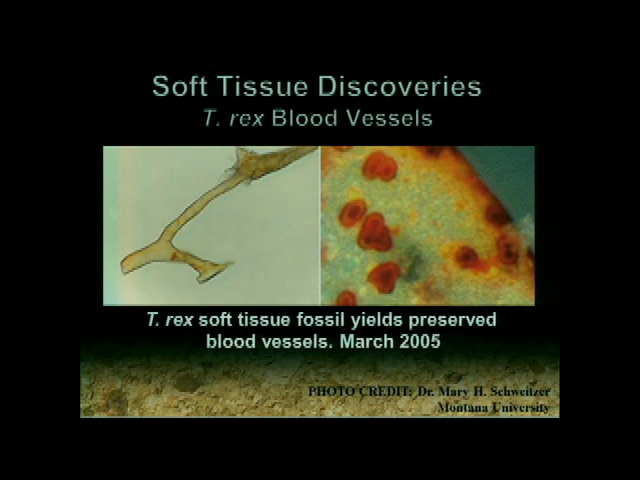 Soft Tissue Discoveries
T. rex Blood Vessels
T. rex soft tissue fossil yields preserved
blood vessels. March 2005
PHOTO CREDIT: Dr. Mary H. Schweitzer
Montana University